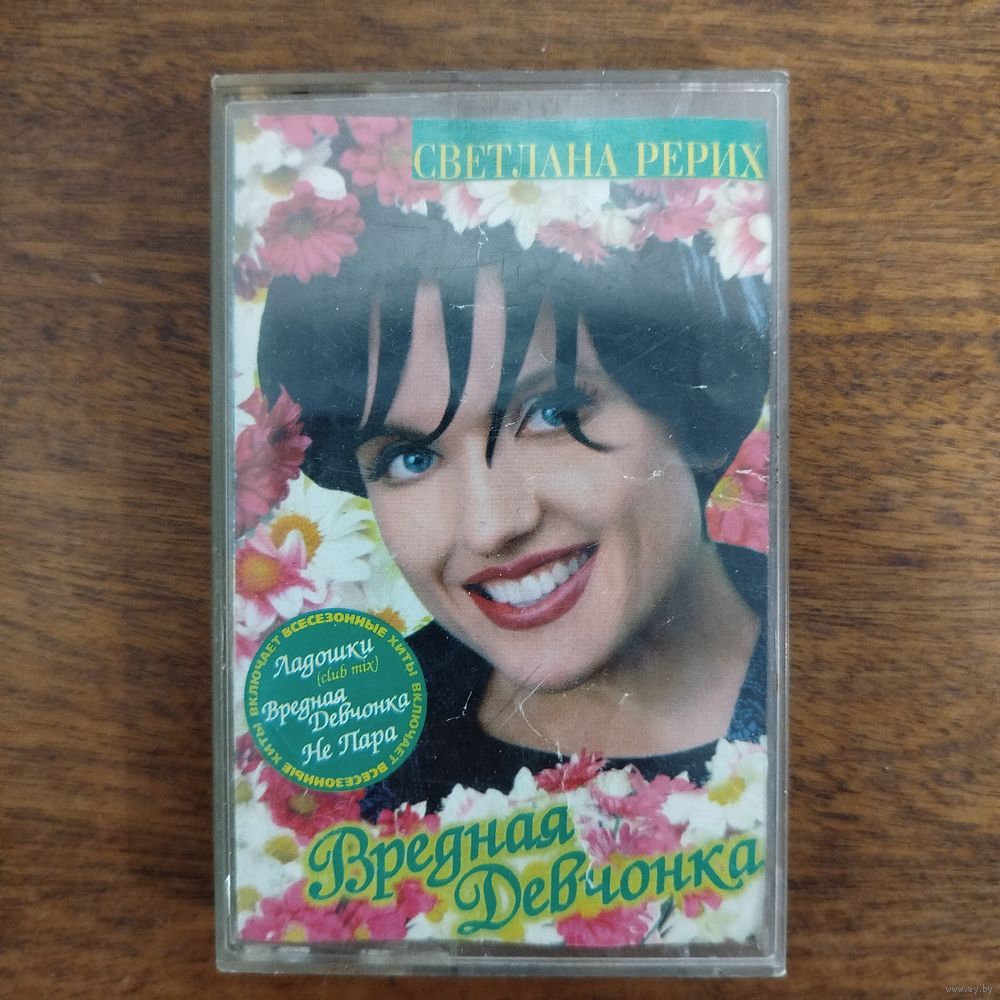 СВЕТЛАНА РЕРИХ
ВКЛЮЧАЕТ ВСЕСЕЗОННЫЕ ХИТЫ ВКЛЮЧАЕТ ВСЕСЕЗОННЫЕ ХИТЫ
Ладошки
(club mix)
Вредная
Девчонка
Не Пара
Вредная
Девчонка
www.ay.by